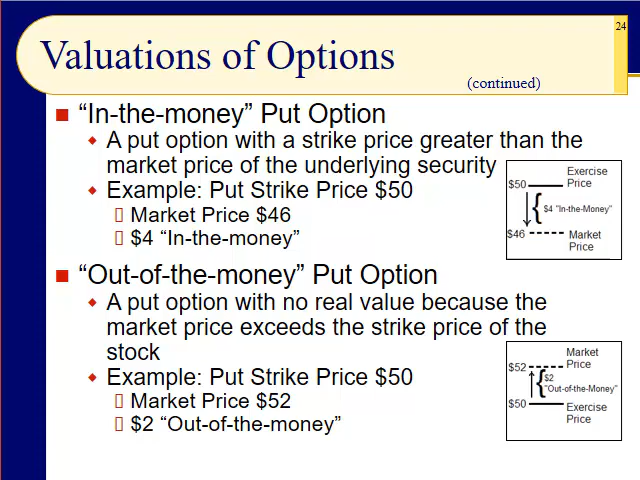 24
Valuations of Options
(continued)
■ “In-the-money” Put Option
◆ A put option with a strike price greater than the
market price of the underlying security
◆ Example: Put Strike Price $50
▯ Market Price $46
▯ $4 “In-the-money”
Exercise
$50 Price
$4 "In-the-Money"
$46 Market
Price
■ “Out-of-the-money” Put Option
◆ A put option with no real value because the
market price exceeds the strike price of the
stock
◆ Example: Put Strike Price $50
▯ Market Price $52
▯ $2 “Out-of-the-money”
Market
$52 Price
$2
"Out-of-the-Money"
$50 Exercise
Price